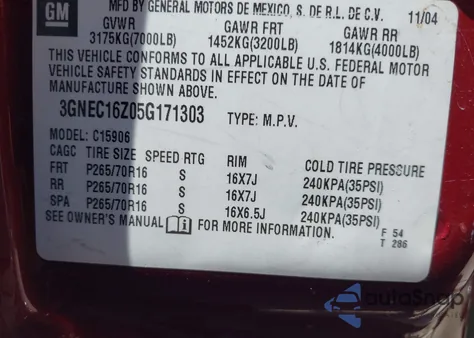 GM
MFD BY GENERAL MOTORS DE MEXICO, S. DE R.L. DE C.V. 11/04
GVWR GAWR FRT GAWR RR
3175KG(7000LB) 1452KG(3200LB) 1814KG(4000LB)
THIS VEHICLE CONFORMS TO ALL APPLICABLE U.S. FEDERAL MOTOR
VEHICLE SAFETY STANDARDS IN EFFECT ON THE DATE OF
MANUFACTURE SHOWN ABOVE.
3GNEC16Z05G171303 TYPE: M.P.V.
MODEL: C15906
CAGC TIRE SIZE SPEED RTG RIM COLD TIRE PRESSURE
FRT P265/70R16 S 16X7J 240KPA(35PSI)
RR P265/70R16 S 16X7J 240KPA(35PSI)
SPA P265/70R16 S 16X6.5J 240KPA(35PSI)
SEE OWNER'S MANUAL FOR MORE INFORMATION.
F 54
T 286
autoSnap